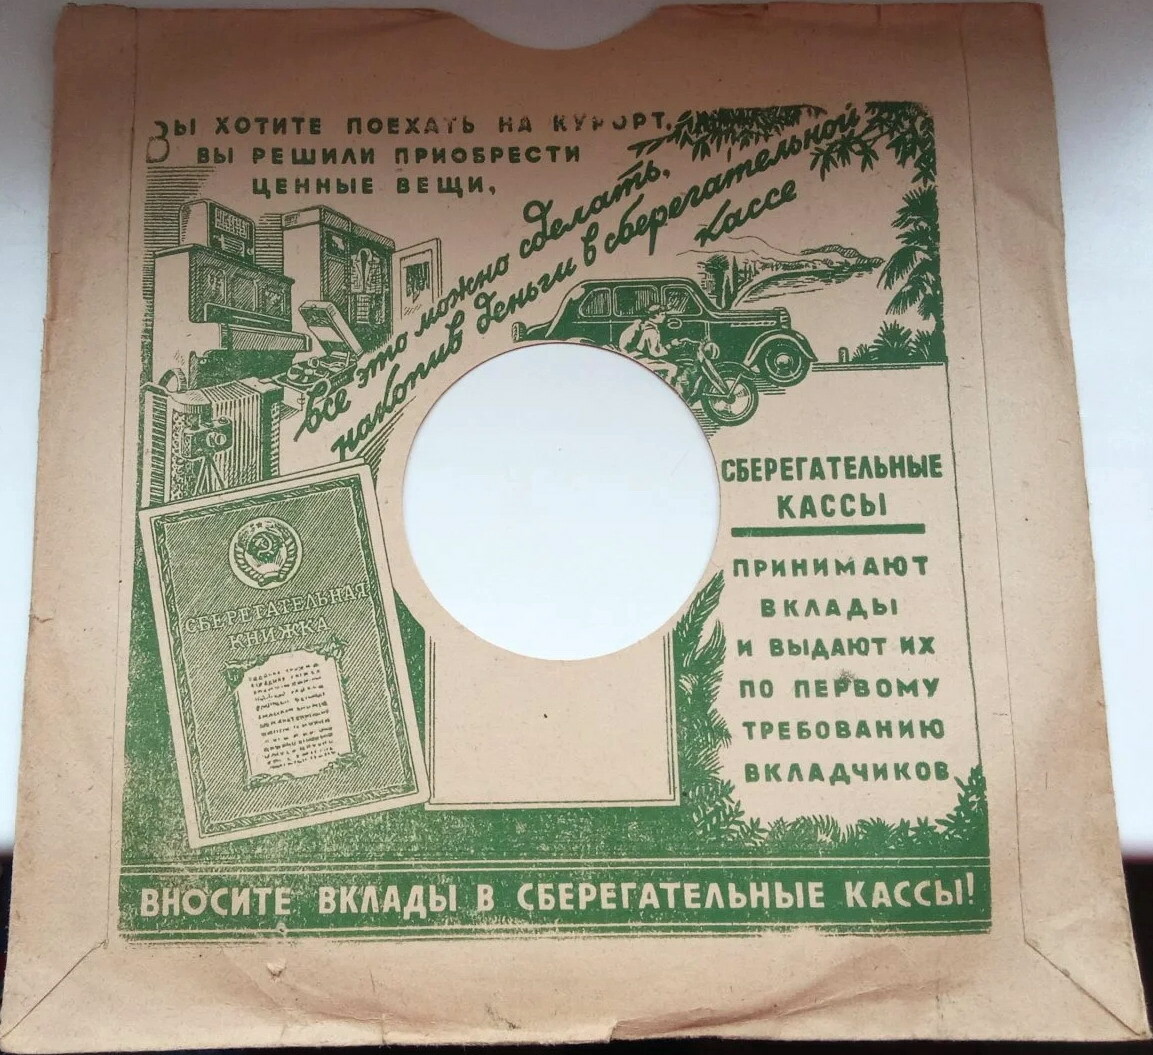 Вы хотите поехать на курорт,
вы решили приобрести
ценные вещи,
все это можно сделать,
накопив деньги в сберегательной
кассе
СБЕРЕГАТЕЛЬНЫЕ
КАССЫ
ПРИНИМАЮТ
ВКЛАДЫ
И ВЫДАЮТ ИХ
ПО ПЕРВОМУ
ТРЕБОВАНИЮ
ВКЛАДЧИКОВ
СБЕРЕГАТЕЛЬНАЯ
КНИЖКА
ВНОСИТЕ ВКЛАДЫ В СБЕРЕГАТЕЛЬНЫЕ КАССЫ!